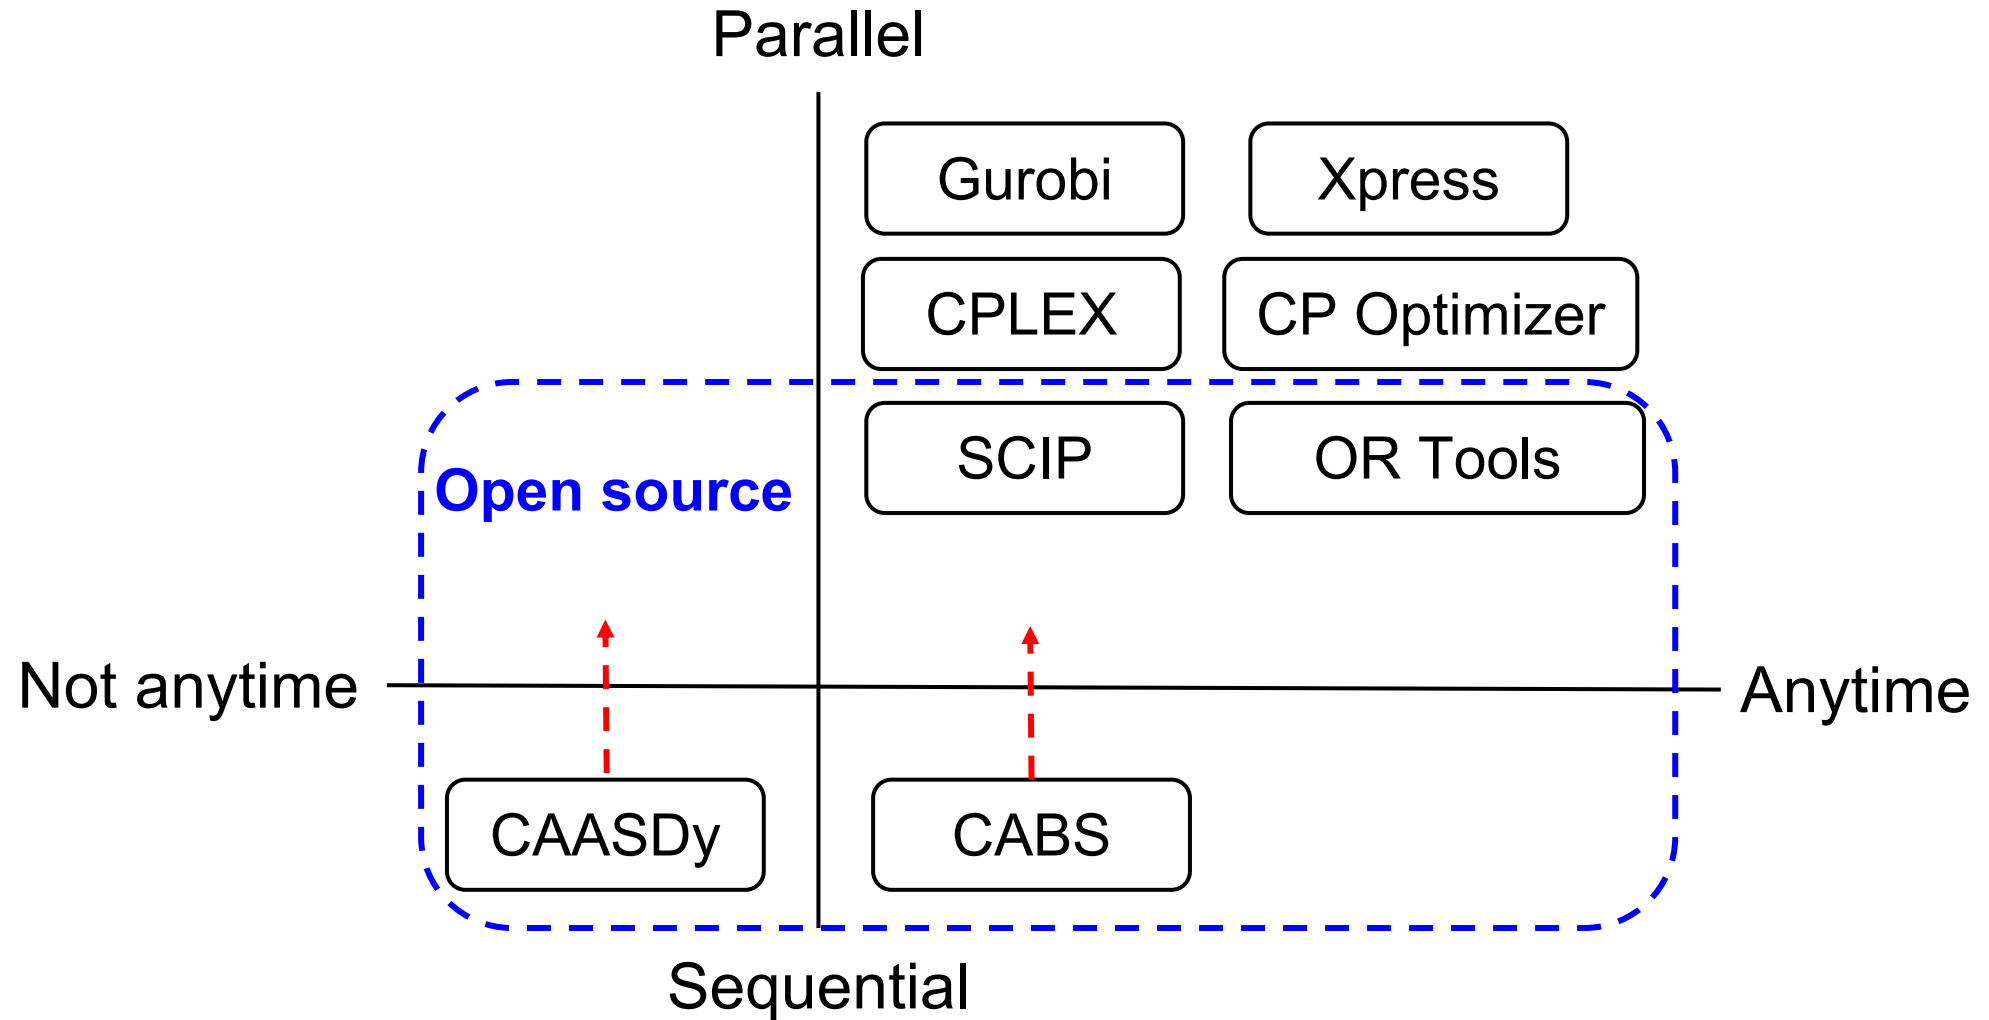 Parallel
Gurobi
Xpress
CPLEX
CP Optimizer
SCIP
OR Tools
Open source
Not anytime
Anytime
CAASDy
CABS
Sequential